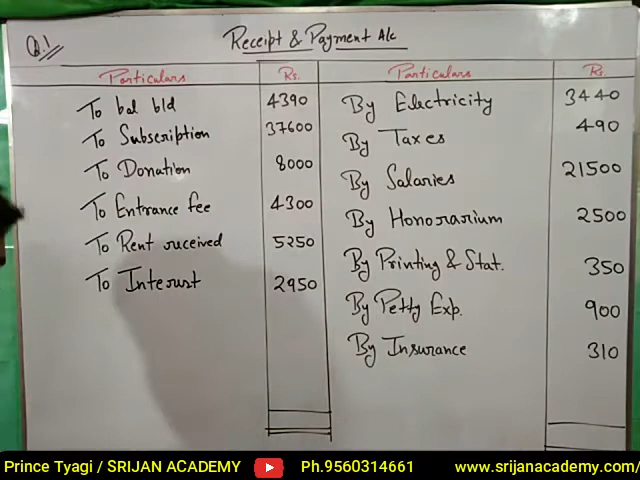 Q.1
Receipt & Payment A/c
Particulars Rs. Particulars Rs
To bal b/d 4390 By Electricity 3440
To Subscription 37600 By Taxes 490
To Donation 8000 By Salaries 21500
To Entrance fee 4300 By Honorarium 2500
To Rent received 5250 By Printing & Stat. 350
To Interest 2950 By Petty Exp. 900
By Insurance 310
Prince Tyagi / SRIJAN ACADEMY Ph.9560314661 www.srijanacademy.com/